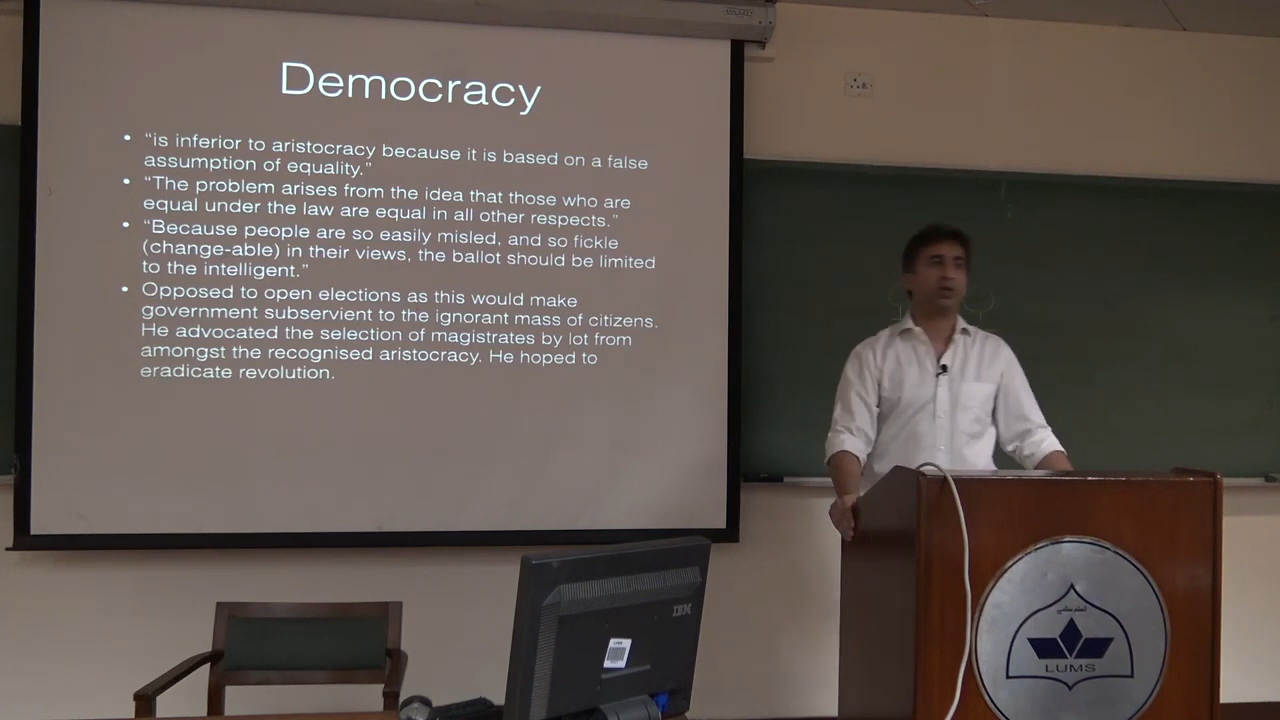 Democracy
• “is inferior to aristocracy because it is based on a false
assumption of equality.”
• “The problem arises from the idea that those who are
equal under the law are equal in all other respects.”
• “Because people are so easily misled, and so fickle
(change-able) in their views, the ballot should be limited
to the intelligent.”
• Opposed to open elections as this would make
government subservient to the ignorant mass of citizens.
He advocated the selection of magistrates by lot from
amongst the recognised aristocracy. He hoped to
eradicate revolution.
IBM
LUMS